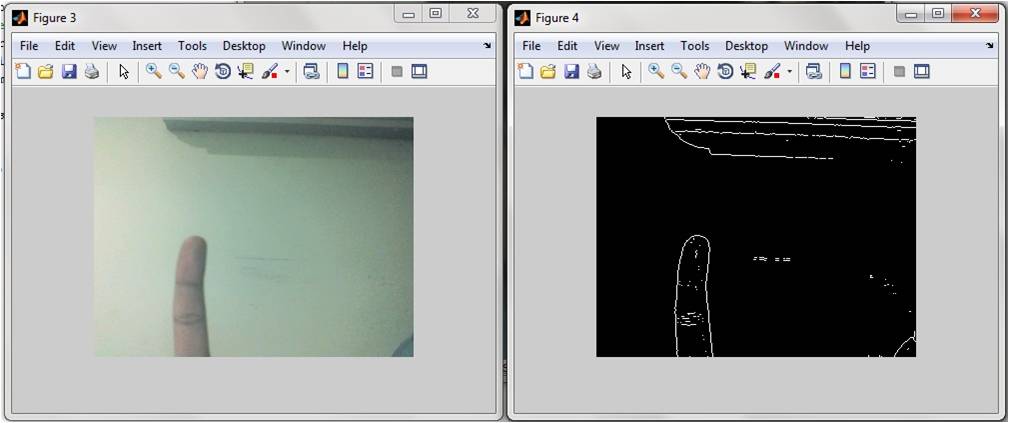 Figure 3
File Edit View Insert Tools Desktop Window Help
Figure 4
File Edit View Insert Tools Desktop Window Help